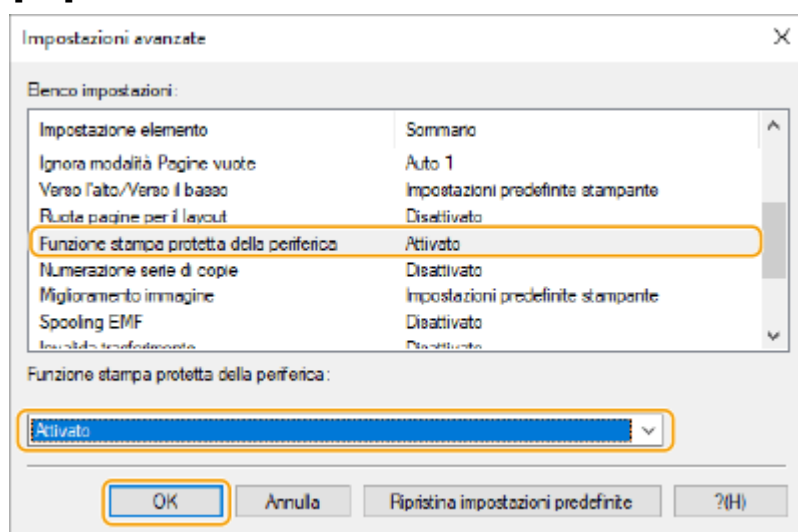 Impostazioni avanzate
Elenco impostazioni:
Impostazione elemento Sommario
Ignora modalità Pagine vuote Auto 1
Verso l'alto/Verso il basso Impostazioni predefinite stampante
Ruota pagine per il layout Disattivato
Funzione stampa protetta della periferica Attivato
Numerazione serie di copie Disattivato
Miglioramento immagine Impostazioni predefinite stampante
Spooling EMF Disattivato
Invalida trasferimento Disattivato
Funzione stampa protetta della periferica:
Attivato
OK Annulla Ripristina impostazioni predefinite ?(H)